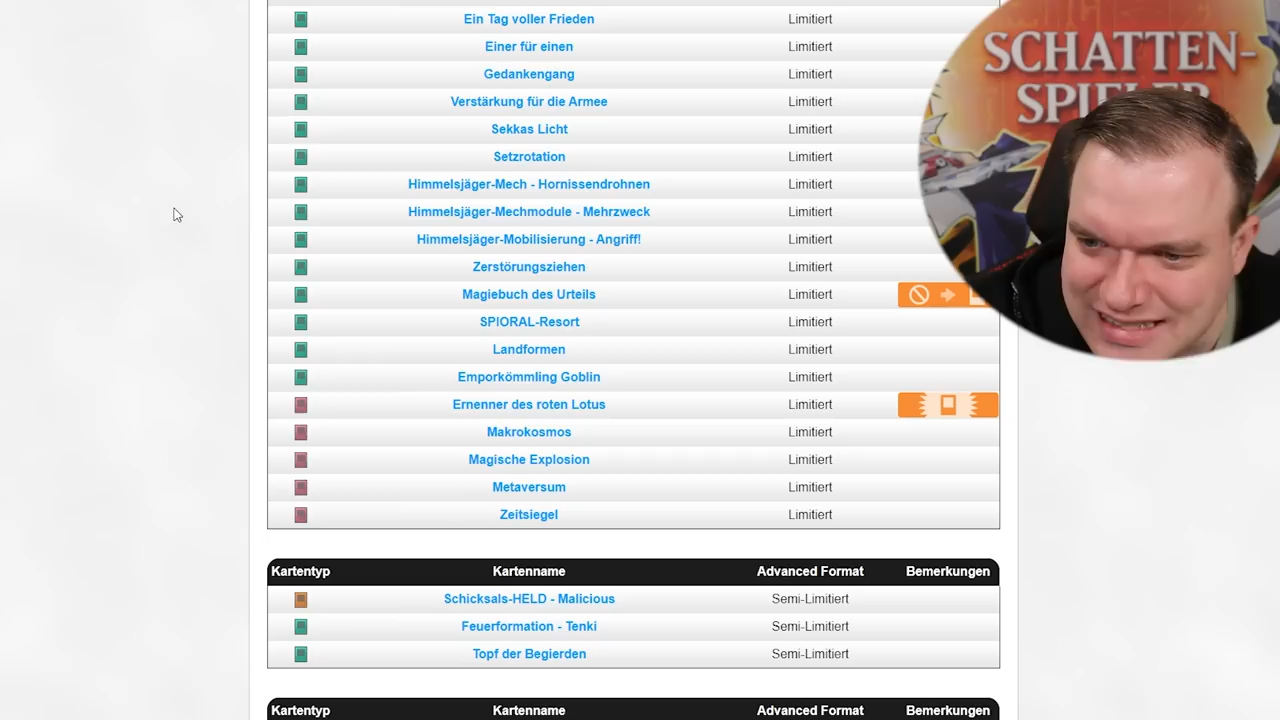 Ein Tag voller Frieden Limitiert
Einer für einen Limitiert
Gedankengang Limitiert
Verstärkung für die Armee Limitiert
Sekkas Licht Limitiert
Setzrotation Limitiert
Himmelsjäger-Mech - Hornissendrohnen Limitiert
Himmelsjäger-Mechmodule - Mehrzweck Limitiert
Himmelsjäger-Mobilisierung - Angriff! Limitiert
Zerstörungsziehen Limitiert
Magiebuch des Urteils Limitiert
SPIORAL-Resort Limitiert
Landformen Limitiert
Emporkömmling Goblin Limitiert
Ernenner des roten Lotus Limitiert
Makrokosmos Limitiert
Magische Explosion Limitiert
Metaversum Limitiert
Zeitsiegel Limitiert
Kartentyp Kartenname Advanced Format Bemerkungen
Schicksals-HELD - Malicious Semi-Limitiert
Feuerformation - Tenki Semi-Limitiert
Topf der Begierden Semi-Limitiert
Kartentyp Kartenname Advanced Format Bemerkungen
SCHATTEN-
SPIELER